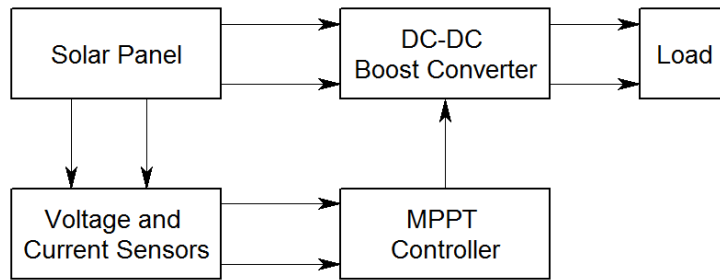 Solar Panel
DC-DC
Boost Converter
Load
Voltage and
Current Sensors
MPPT
Controller